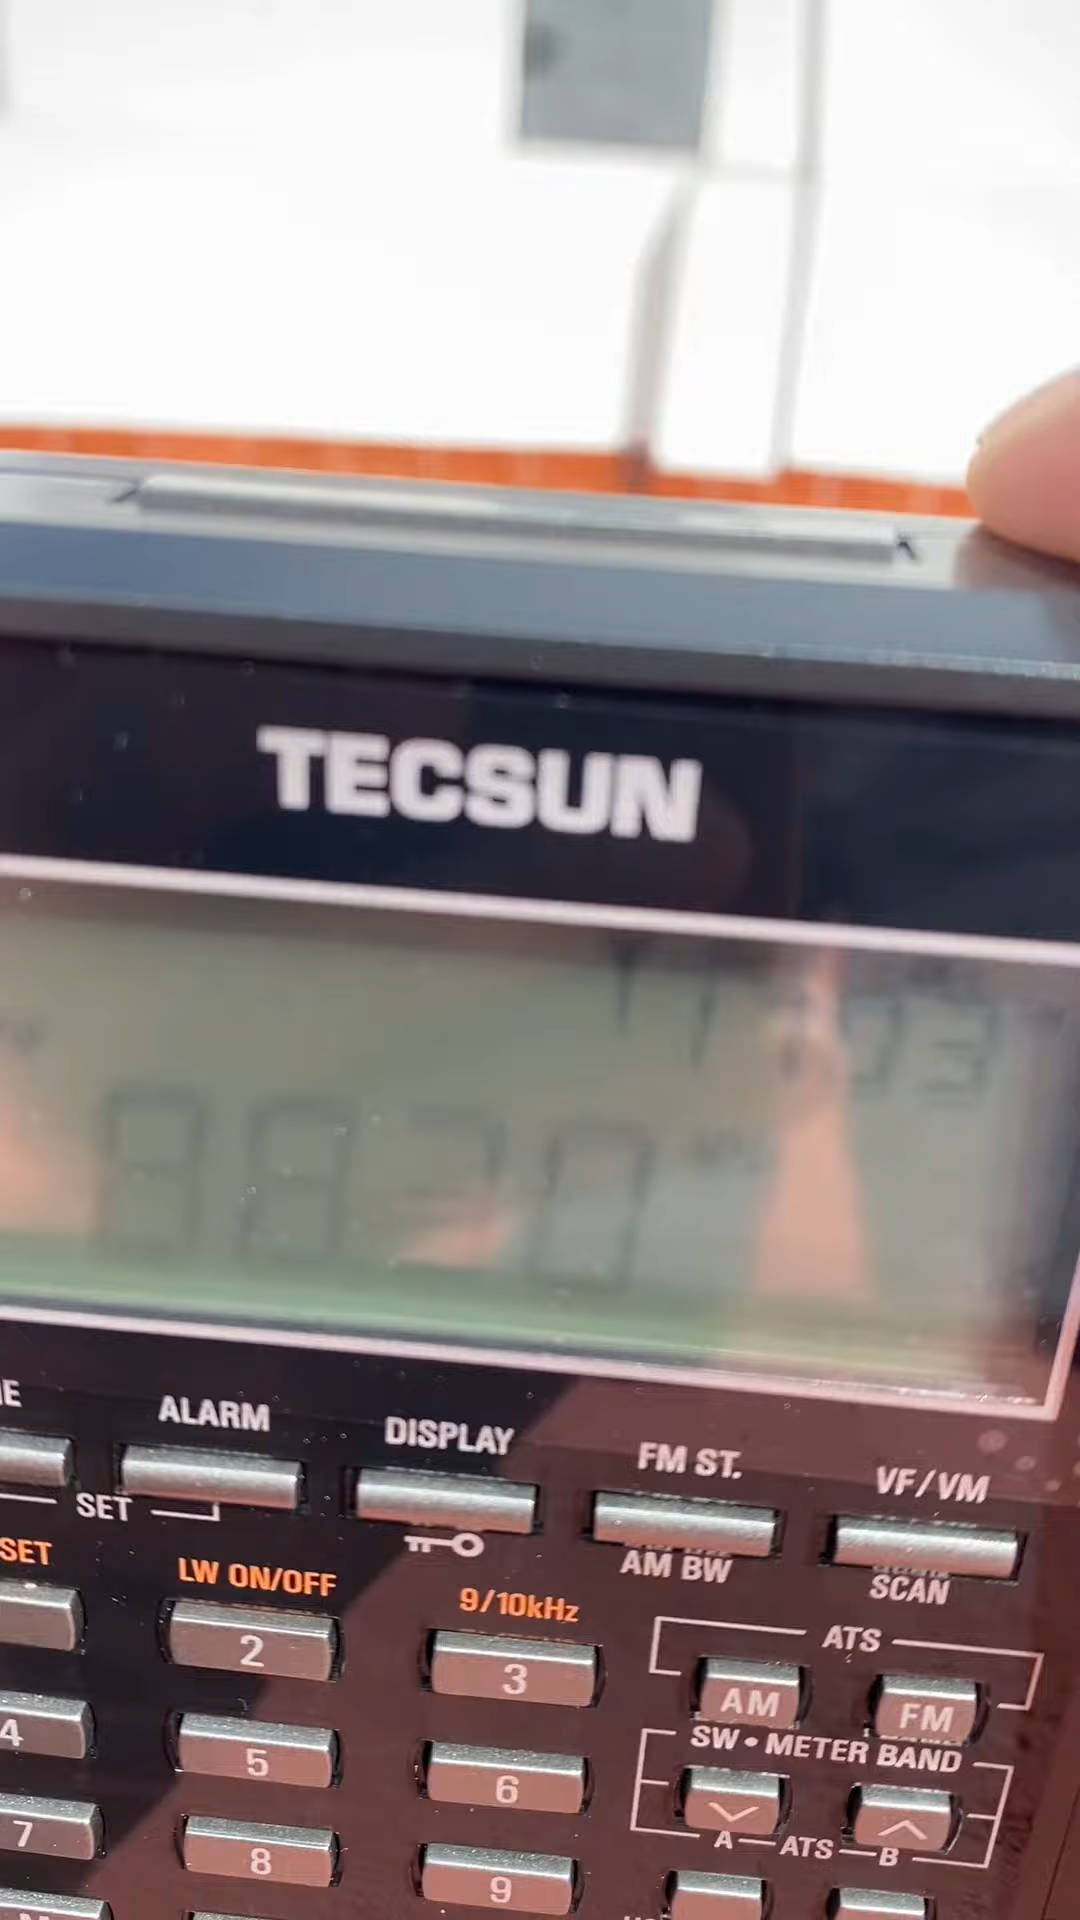 TECSUN
ALARM
DISPLAY
FM ST.
VF/VM
SET
AM BW
SCAN
SET
LW ON/OFF
9/10kHz
ATS
2
3
AM
FM
SW•METER BAND
4
5
6
A
ATS
B
7
8
9